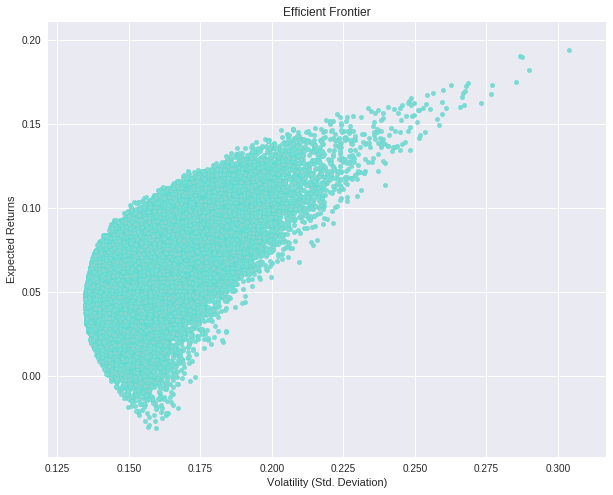 Efficient Frontier
0.20
0.15
0.10
0.05
0.00
Expected Returns
0.125 0.150 0.175 0.200 0.225 0.250 0.275 0.300
Volatility (Std. Deviation)